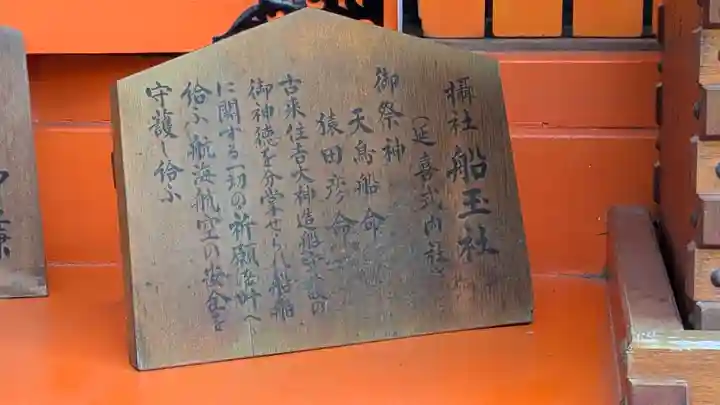 攝社 船玉社
(延喜式内社)
御祭神
天鳥船命
猿田彦命
古来住吉大神造船守護の
御神徳を分掌せられ船舶
に関する一切の祈願を叶へ
給ふ航海航空の安全を
守護し給ふ